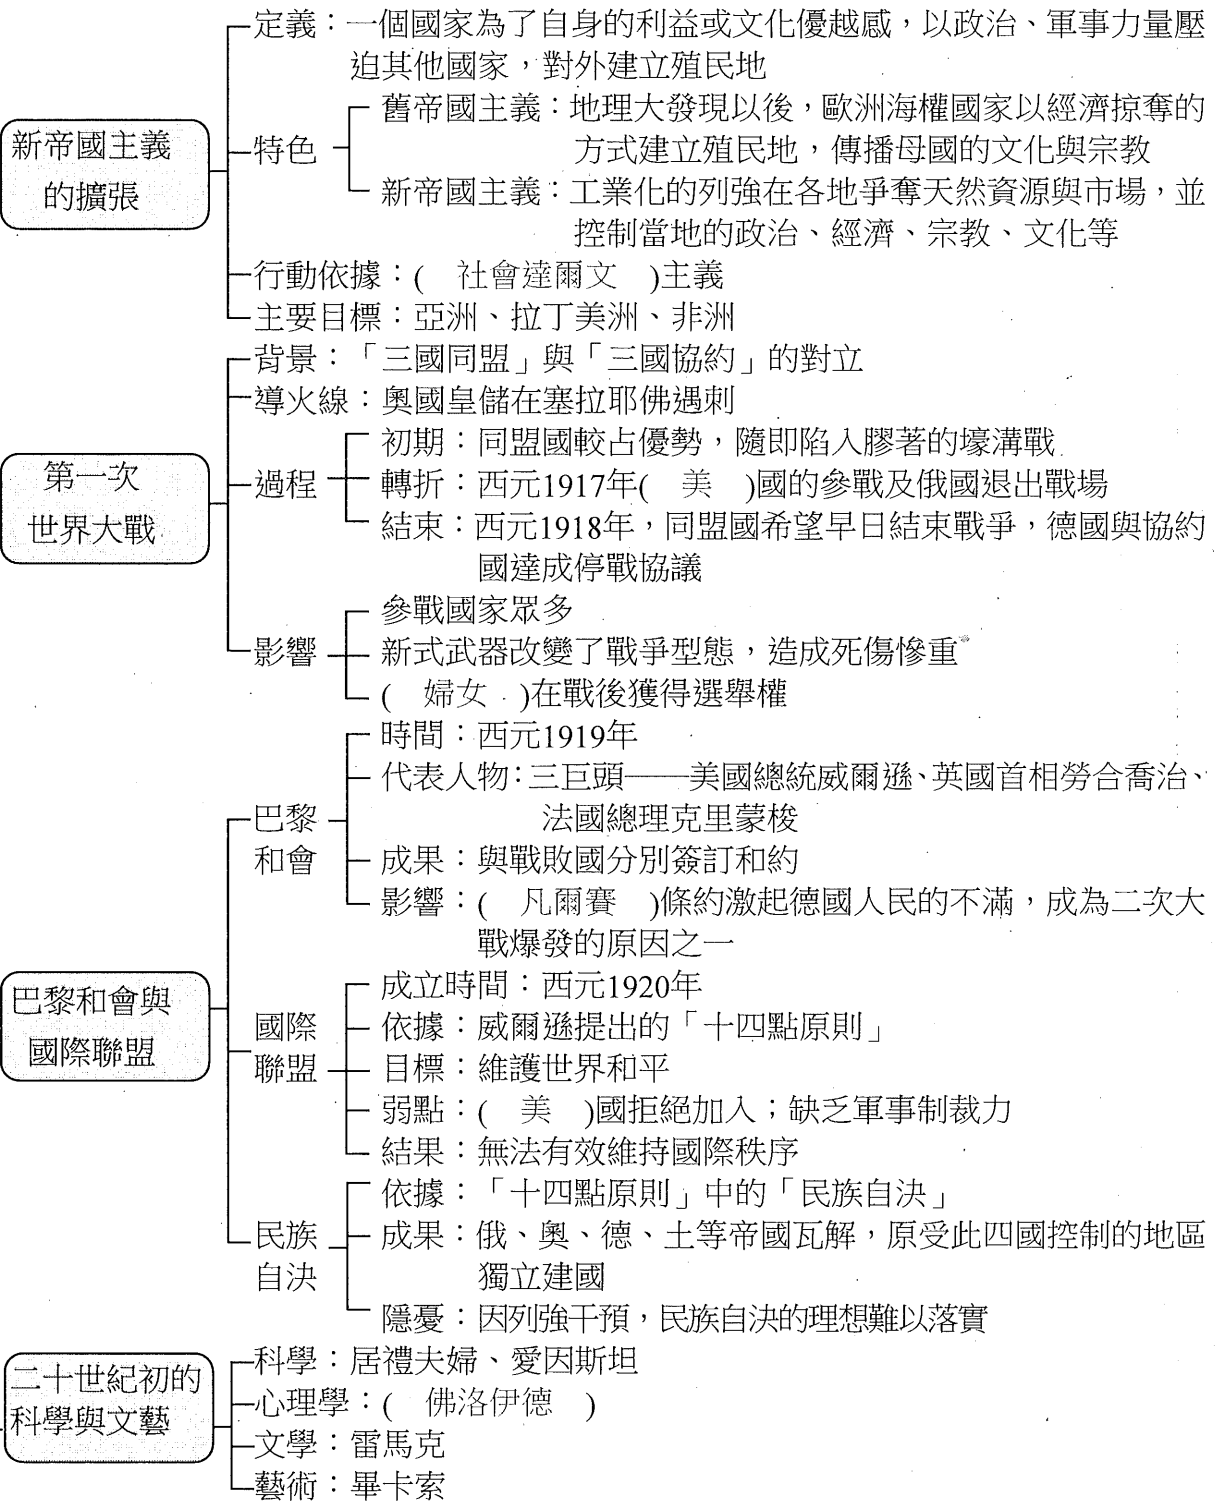 定義：一個國家為了自身的利益或文化優越感，以政治、軍事力量壓
迫其他國家，對外建立殖民地
新帝國主義
的擴張
特色
舊帝國主義：地理大發現以後，歐洲海權國家以經濟掠奪的
方式建立殖民地，傳播母國的文化與宗教
新帝國主義：工業化的列強在各地爭奪天然資源與市場，並
控制當地的政治、經濟、宗教、文化等
行動依據：( 社會達爾文 )主義
主要目標：亞洲、拉丁美洲、非洲
第一次
世界大戰
背景：「三國同盟」與「三國協約」的對立
導火線：奧國皇儲在塞拉耶佛遇刺
過程
初期：同盟國較占優勢，隨即陷入膠著的壕溝戰
轉折：西元1917年( 美 )國的參戰及俄國退出戰場
結束：西元1918年，同盟國希望早日結束戰爭，德國與協約
國達成停戰協議
影響
參戰國家眾多
新式武器改變了戰爭型態，造成死傷慘重
( 婦女 )在戰後獲得選舉權
巴黎和會與
國際聯盟
巴黎
和會
時間：西元1919年
代表人物：三巨頭——美國總統威爾遜、英國首相勞合喬治、
法國總理克里蒙梭
成果：與戰敗國分別簽訂和約
影響：( 凡爾賽 )條約激起德國人民的不滿，成為二次大
戰爆發的原因之一
國際
聯盟
成立時間：西元1920年
依據：威爾遜提出的「十四點原則」
目標：維護世界和平
弱點：( 美 )國拒絕加入；缺乏軍事制裁力
結果：無法有效維持國際秩序
民族
自決
依據：「十四點原則」中的「民族自決」
成果：俄、奧、德、土等帝國瓦解，原受此四國控制的地區
獨立建國
隱憂：因列強干預，民族自決的理想難以落實
二十世紀初的
科學與文藝
科學：居禮夫婦、愛因斯坦
心理學：( 佛洛伊德 )
文學：雷馬克
藝術：畢卡索